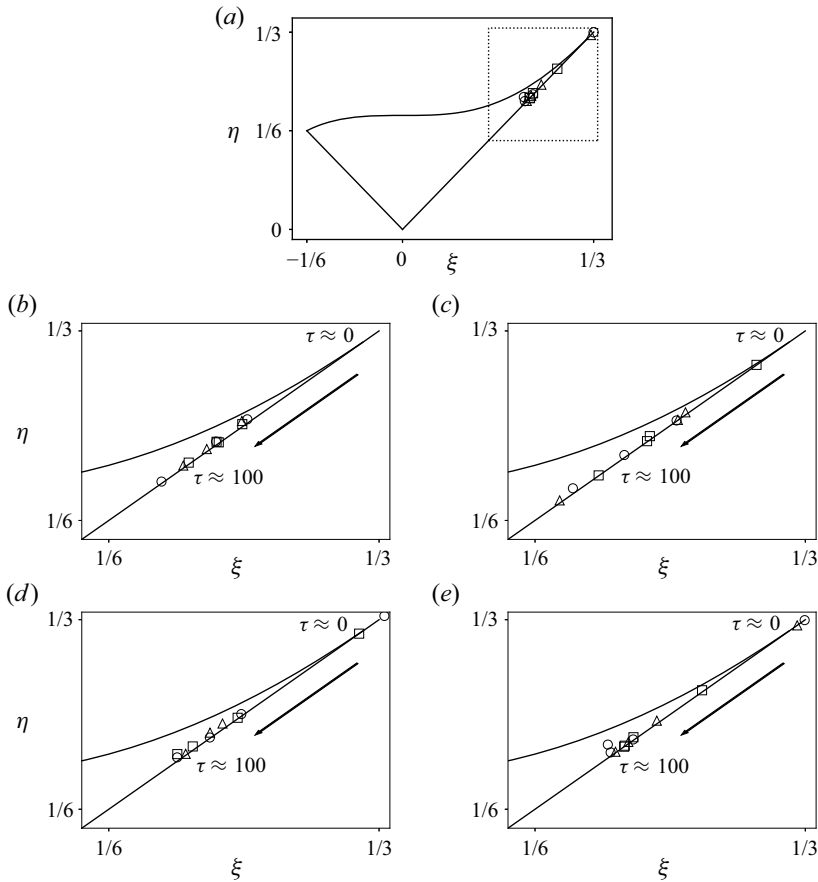 (a)
1/3
η
1/6
0
−1/6
0
ξ
1/3
(b)
(c)
1/3
τ ≈ 0
η
τ ≈ 100
1/6
1/6
ξ
1/3
1/3
τ ≈ 0
τ ≈ 100
1/6
1/6
ξ
1/3
(d)
(e)
1/3
τ ≈ 0
η
τ ≈ 100
1/6
1/6
ξ
1/3
1/3
τ ≈ 0
τ ≈ 100
1/6
1/6
ξ
1/3